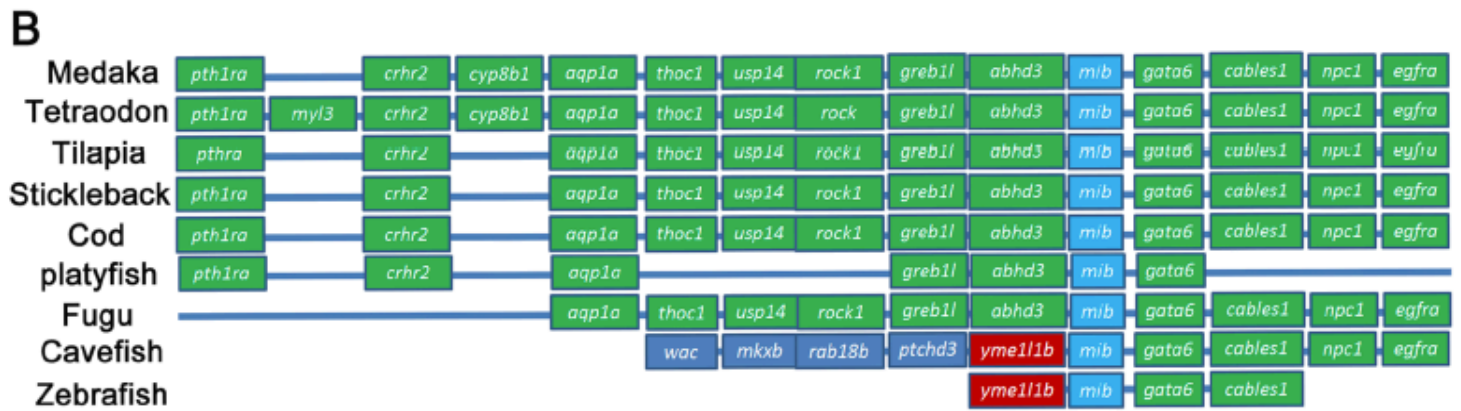 B
Medaka pth1ra crhr2 cyp8b1 aqp1a thoc1 usp14 rock1 greb1l abhd3 mib gata6 cables1 npc1 egfra
Tetraodon pth1ra myl3 crhr2 cyp8b1 aqp1a thoc1 usp14 rock greb1l abhd3 mib gata6 cables1 npc1 egfra
Tilapia pthra crhr2 aqp1a thoc1 usp14 rock1 greb1l abhd3 mib gata6 cables1 npc1 egfra
Stickleback pth1ra crhr2 aqp1a thoc1 usp14 rock1 greb1l abhd3 mib gata6 cables1 npc1 egfra
Cod pth1ra crhr2 aqp1a thoc1 usp14 rock1 greb1l abhd3 mib gata6 cables1 npc1 egfra
platyfish pth1ra crhr2 aqp1a greb1l abhd3 mib gata6
Fugu aqp1a thoc1 usp14 rock1 greb1l abhd3 mib gata6 cables1 npc1 egfra
Cavefish wac mkxb rab18b ptchd3 yme1l1b mib gata6 cables1 npc1 egfra
Zebrafish yme1l1b mib gata6 cables1